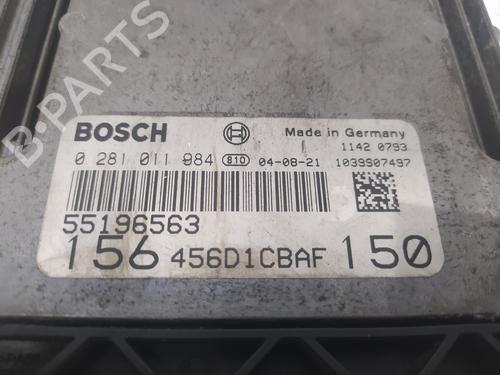 B-PARTS
BOSCH
Made in Germany
1142 0793
0 281 011 984 810 04-08-21 1039S07497
55196563
156 456D1CBAF 150